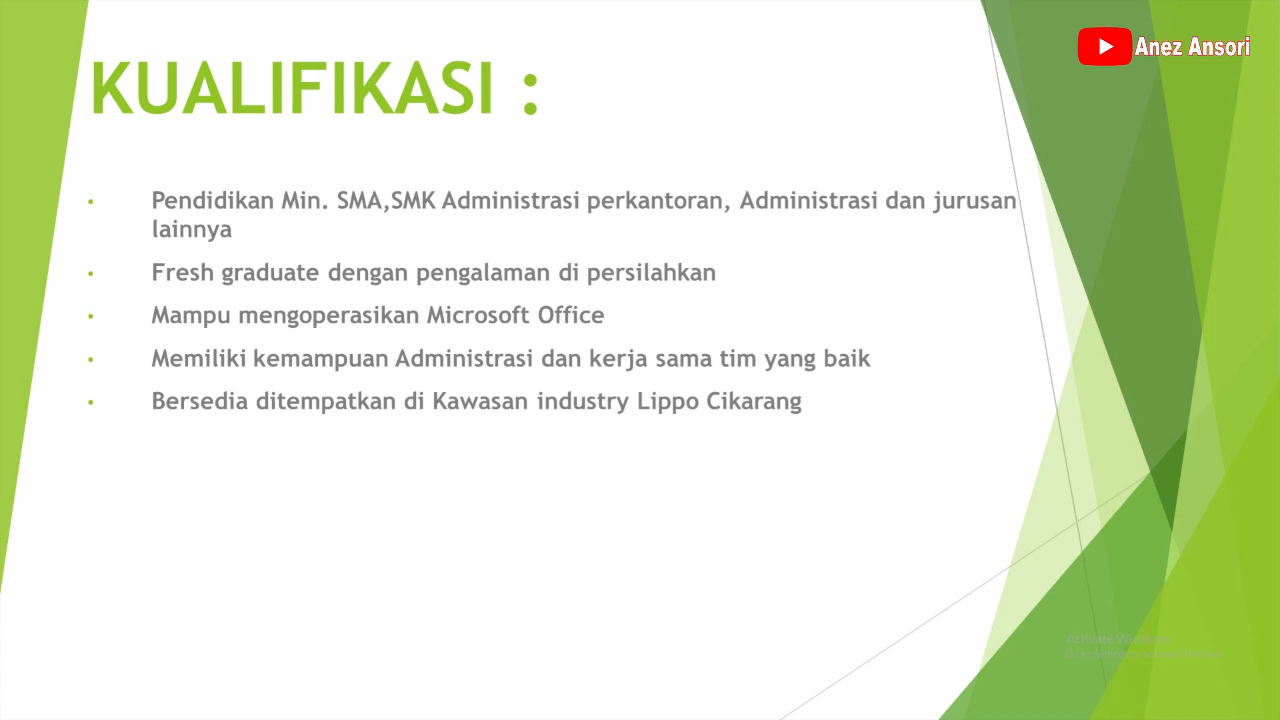 Anez Ansori
KUALIFIKASI :
• Pendidikan Min. SMA,SMK Administrasi perkantoran, Administrasi dan jurusan
lainnya
• Fresh graduate dengan pengalaman di persilahkan
• Mampu mengoperasikan Microsoft Office
• Memiliki kemampuan Administrasi dan kerja sama tim yang baik
• Bersedia ditempatkan di Kawasan industry Lippo Cikarang
Activate Windows